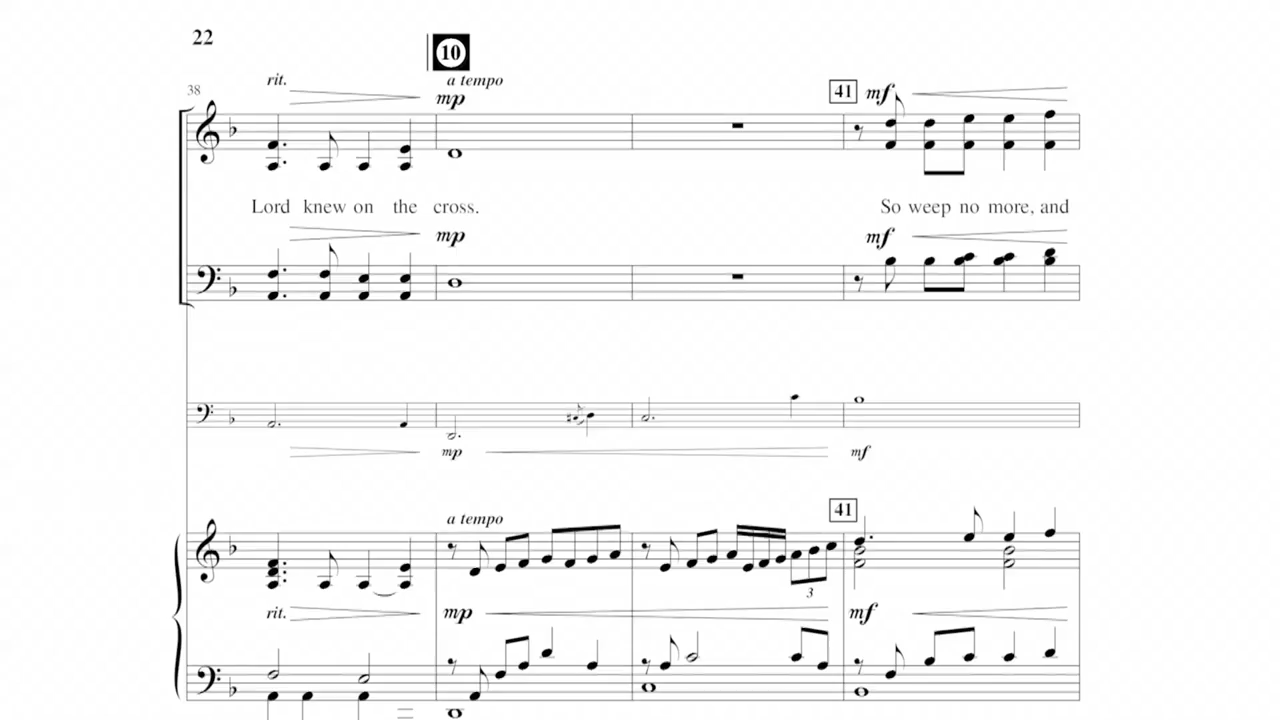 22
10
rit.
a tempo
38
mp
41
mf
Lord knew on the cross.
So weep no more, and
mp
mf
mp
mf
41
a tempo
3
rit.
mp
mf